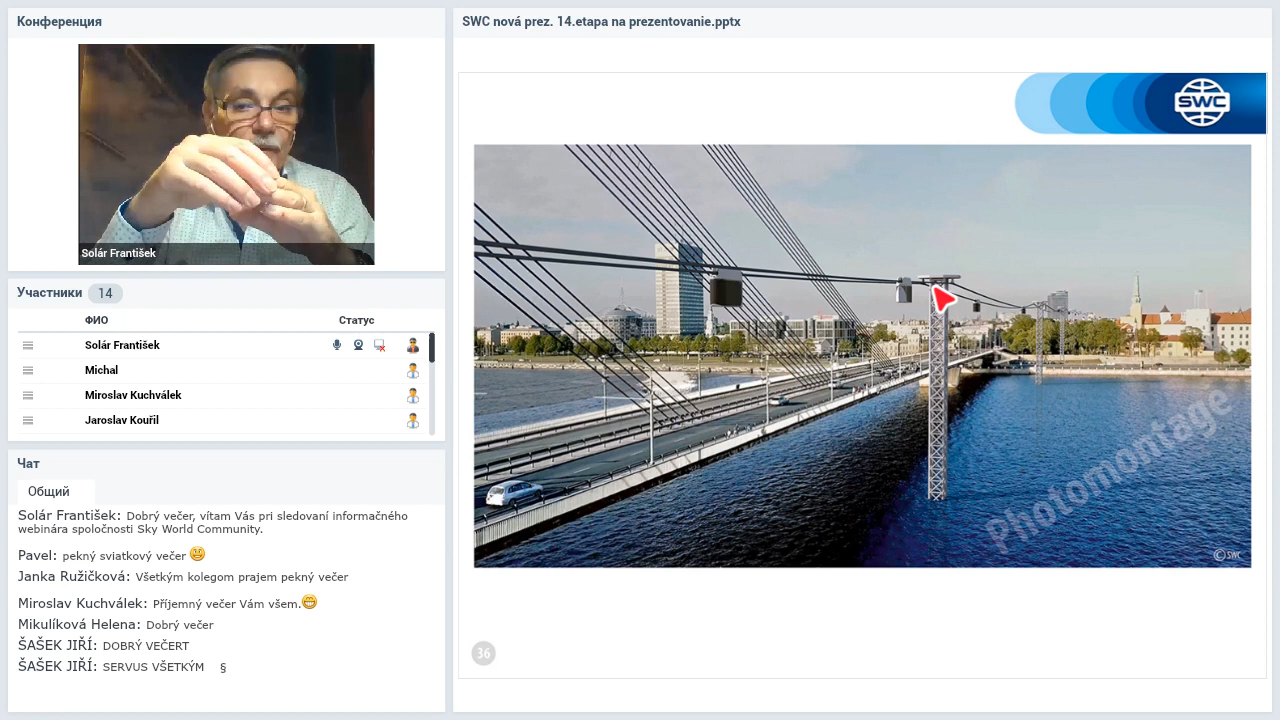 Конференция
Solár František
Участники 14
ФИО Статус
Solár František
Michal
Miroslav Kuchválek
Jaroslav Kouřil
Чат
Общий
Solár František: Dobrý večer, vítam Vás pri sledovaní informačného
webinára spoločnosti Sky World Community.
Pavel: pekný sviatkový večer
Janka Ružičková: Všetkým kolegom prajem pekný večer
Miroslav Kuchválek: Příjemný večer Vám všem.
Mikulíková Helena: Dobrý večer
ŠAŠEK JIŘÍ: DOBRÝ VEČERT
ŠAŠEK JIŘÍ: SERVUS VŠETKÝM §
SWC nová prez. 14.etapa na prezentovanie.pptx
SWC
Photomontage
© SWC
36